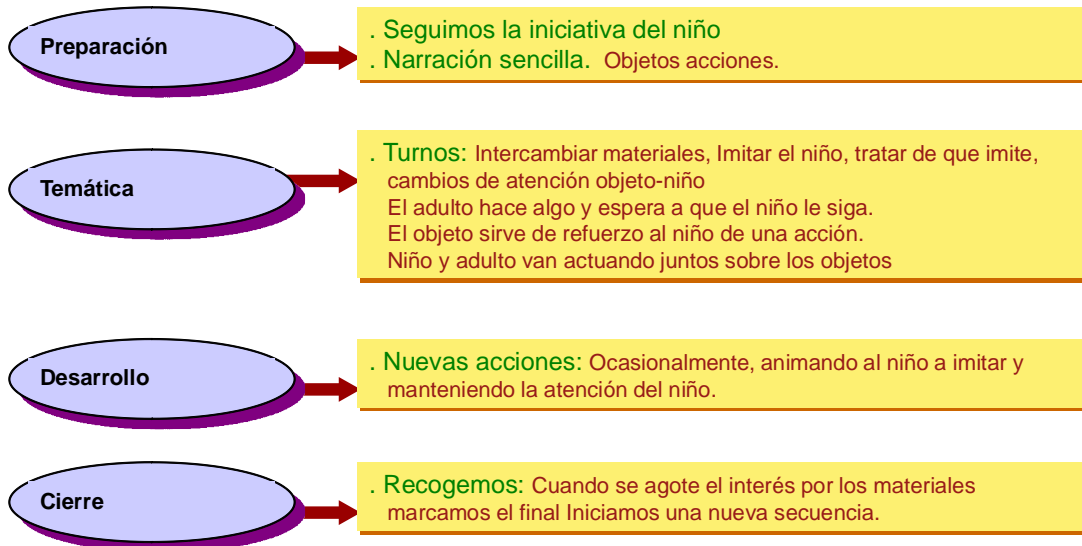 Preparación
. Seguimos la iniciativa del niño
. Narración sencilla. Objetos acciones.
Temática
. Turnos: Intercambiar materiales, Imitar el niño, tratar de que imite,
cambios de atención objeto-niño
El adulto hace algo y espera a que el niño le siga.
El objeto sirve de refuerzo al niño de una acción.
Niño y adulto van actuando juntos sobre los objetos
Desarrollo
. Nuevas acciones: Ocasionalmente, animando al niño a imitar y
manteniendo la atención del niño.
Cierre
. Recogemos: Cuando se agote el interés por los materiales
marcamos el final Iniciamos una nueva secuencia.